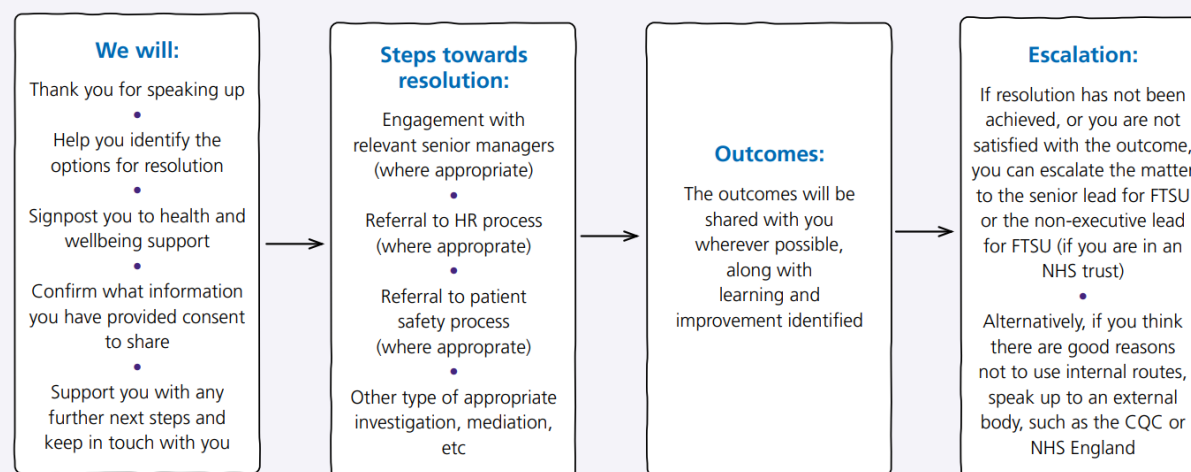 We will:
Thank you for speaking up
•
Help you identify the
options for resolution
•
Signpost you to health and
wellbeing support
•
Confirm what information
you have provided consent
to share
•
Support you with any
further next steps and
keep in touch with you
Steps towards
resolution:
Engagement with
relevant senior managers
(where appropriate)
•
Referral to HR process
(where approprate)
•
Referral to patient
safety process
(where approprate)
•
Other type of appropriate
investigation, mediation,
etc
Outcomes:
The outcomes will be
shared with you
wherever possible,
along with
learning and
improvement identified
Escalation:
If resolution has not been
achieved, or you are not
satisfied with the outcome,
you can escalate the matter
to the senior lead for FTSU
or the non-executive lead
for FTSU (if you are in an
NHS trust)
•
Alternatively, if you think
there are good reasons
not to use internal routes,
speak up to an external
body, such as the CQC or
NHS England